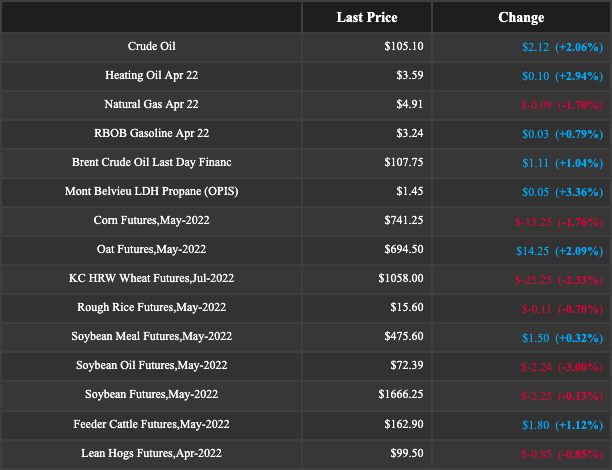 Last Price Change
Crude Oil $105.10 $2.12 (+2.06%)
Heating Oil Apr 22 $3.59 $0.10 (+2.94%)
Natural Gas Apr 22 $4.91 $-0.09 (-1.70%)
RBOB Gasoline Apr 22 $3.24 $0.03 (+0.79%)
Brent Crude Oil Last Day Financ $107.75 $1.11 (+1.04%)
Mont Belvieu LDH Propane (OPIS) $1.45 $0.05 (+3.36%)
Corn Futures,May-2022 $741.25 $-13.25 (-1.76%)
Oat Futures,May-2022 $694.50 $14.25 (+2.09%)
KC HRW Wheat Futures,Jul-2022 $1058.00 $-25.25 (-2.33%)
Rough Rice Futures,May-2022 $15.60 $-0.11 (-0.70%)
Soybean Meal Futures,May-2022 $475.60 $1.50 (+0.32%)
Soybean Oil Futures,May-2022 $72.39 $-2.24 (-3.00%)
Soybean Futures,May-2022 $1666.25 $-2.25 (-0.13%)
Feeder Cattle Futures,May-2022 $162.90 $1.80 (+1.12%)
Lean Hogs Futures,Apr-2022 $99.50 $-0.85 (-0.85%)